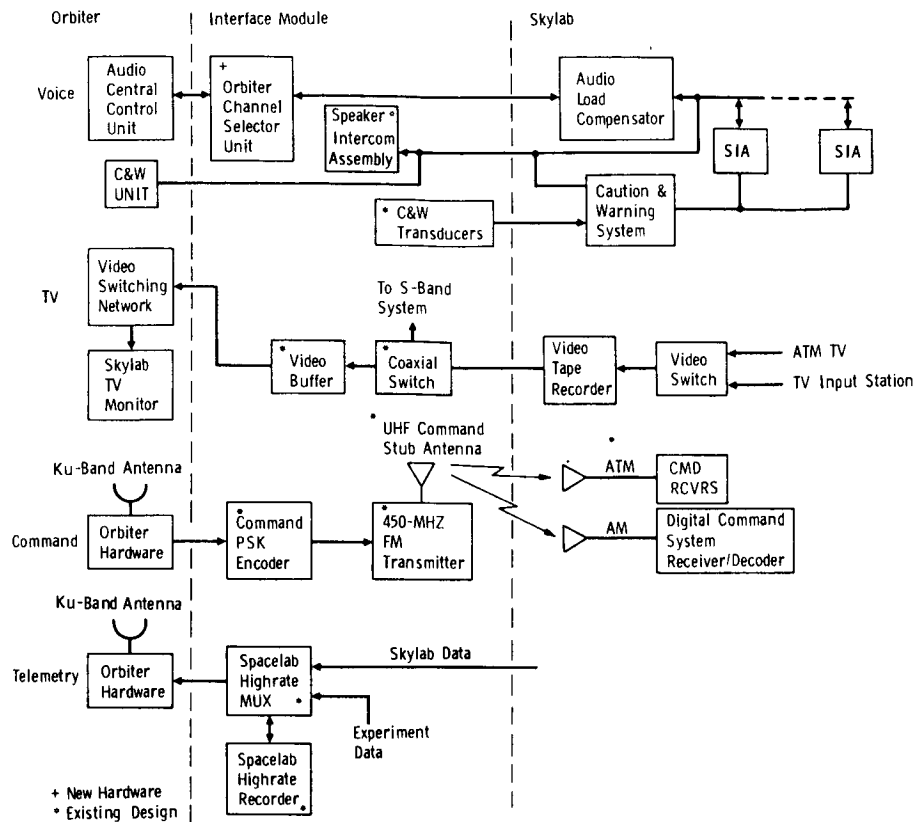 Orbiter
Interface Module
Skylab
Voice
Audio
Central
Control
Unit
+
Orbiter
Channel
Selector
Unit
Speaker *
Intercom
Assembly
Audio
Load
Compensator
SIA
SIA
C&W
UNIT
* C&W
Transducers
Caution &
Warning
System
TV
Video
Switching
Network
Skylab
TV
Monitor
To S-Band
System
* Video
Buffer
*
Coaxial
Switch
Video
Tape
Recorder
Video
Switch
ATM TV
TV Input Station
*
UHF Command
Stub Antenna
Ku-Band Antenna
Command
Orbiter
Hardware
*
Command
PSK
Encoder
*
450-MHZ
FM
Transmitter
*
ATM
CMD
RCVRS
AM
Digital Command
System
Receiver/Decoder
Ku-Band Antenna
Telemetry
Orbiter
Hardware
Spacelab
Highrate
MUX *
Skylab Data
Experiment
Data
Spacelab
Highrate
Recorder *
+ New Hardware
* Existing Design